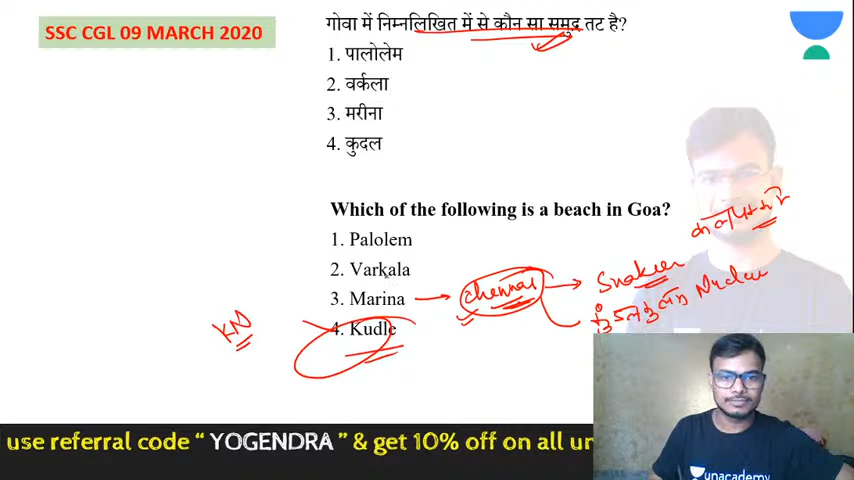 SSC CGL 09 MARCH 2020
गोवा में निम्नलिखित में से कौन सा समुद्र तट है?
1. पालोलेम
2. वर्कला
3. मरीना
4. कुदल
Which of the following is a beach in Goa?
1. Palolem
2. Varkala
3. Marina
4. Kudle
chennai
KN
use referral code “ YOGENDRA ” & get 10% off on all un
unacademy